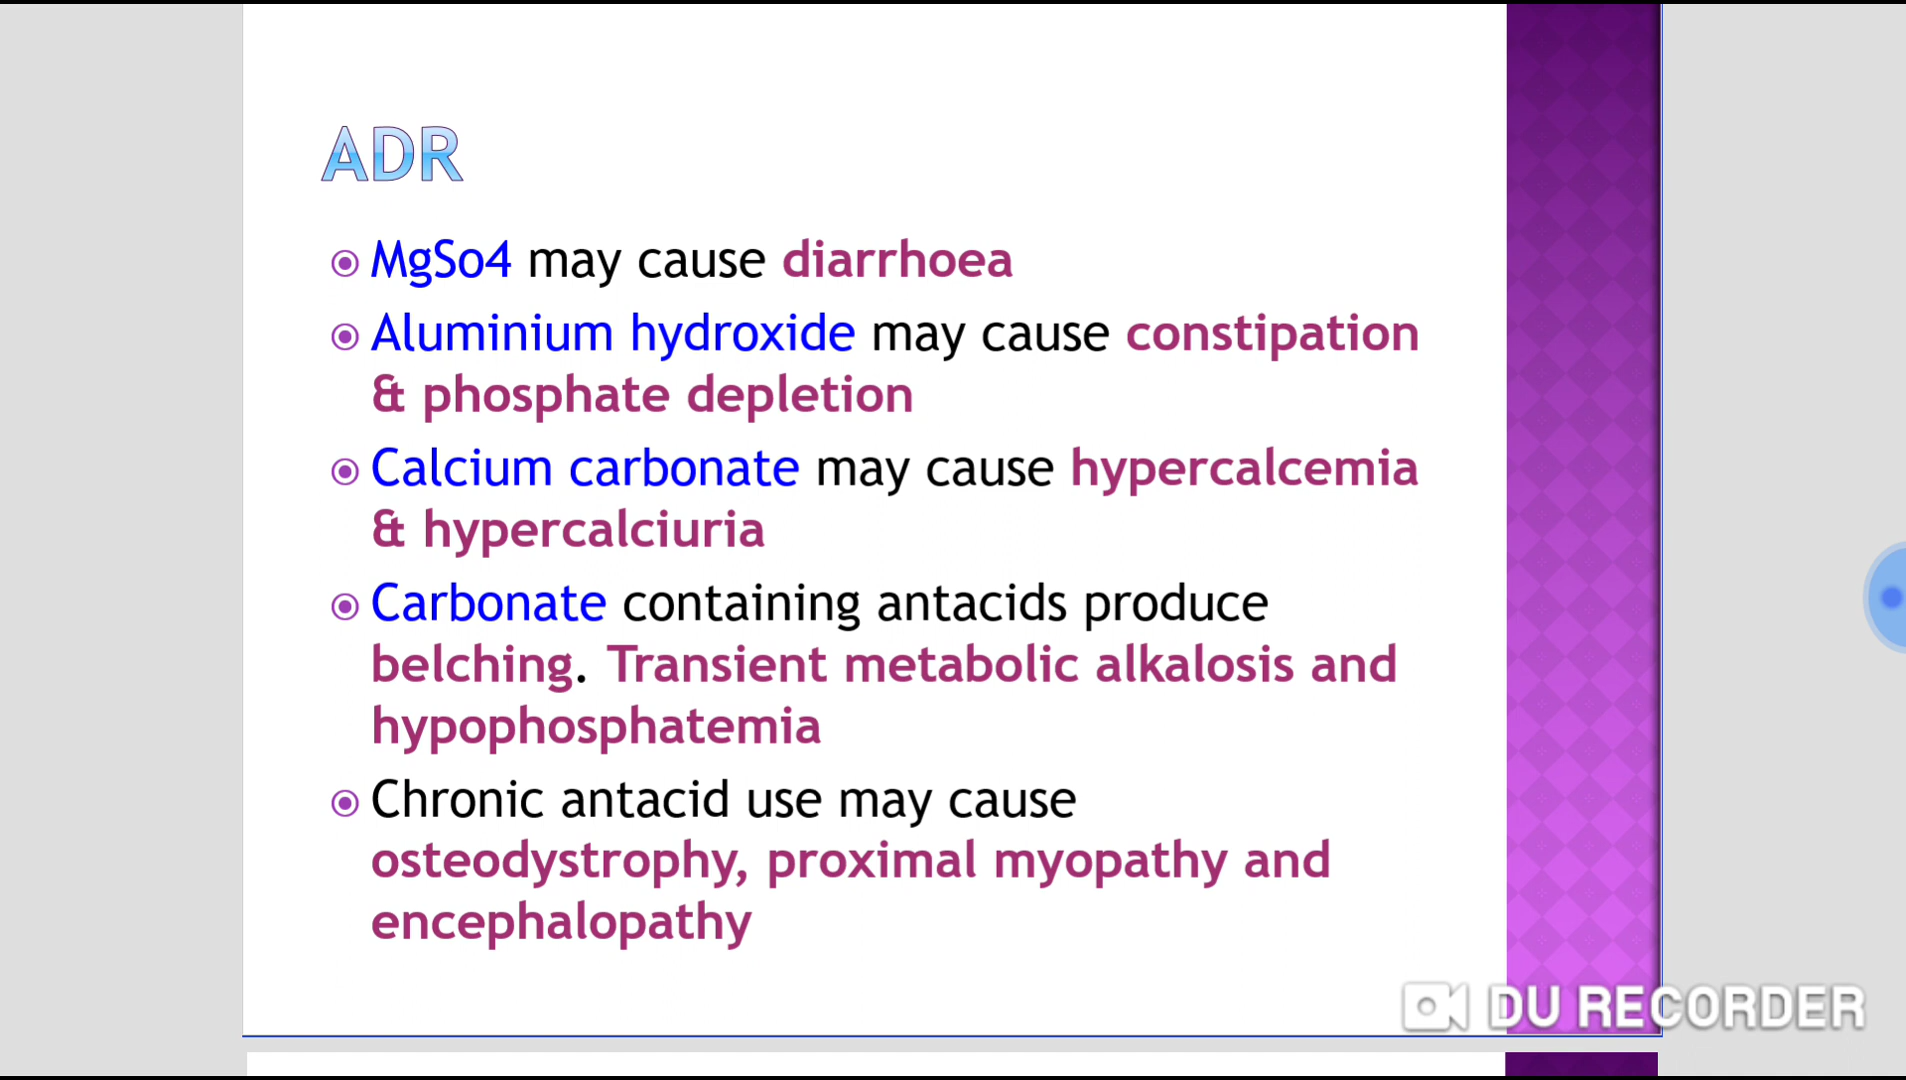 ADR
MgSo4 may cause diarrhoea
Aluminium hydroxide may cause constipation
& phosphate depletion
Calcium carbonate may cause hypercalcemia
& hypercalciuria
Carbonate containing antacids produce
belching. Transient metabolic alkalosis and
hypophosphatemia
Chronic antacid use may cause
osteodystrophy, proximal myopathy and
encephalopathy
DU RECORDER